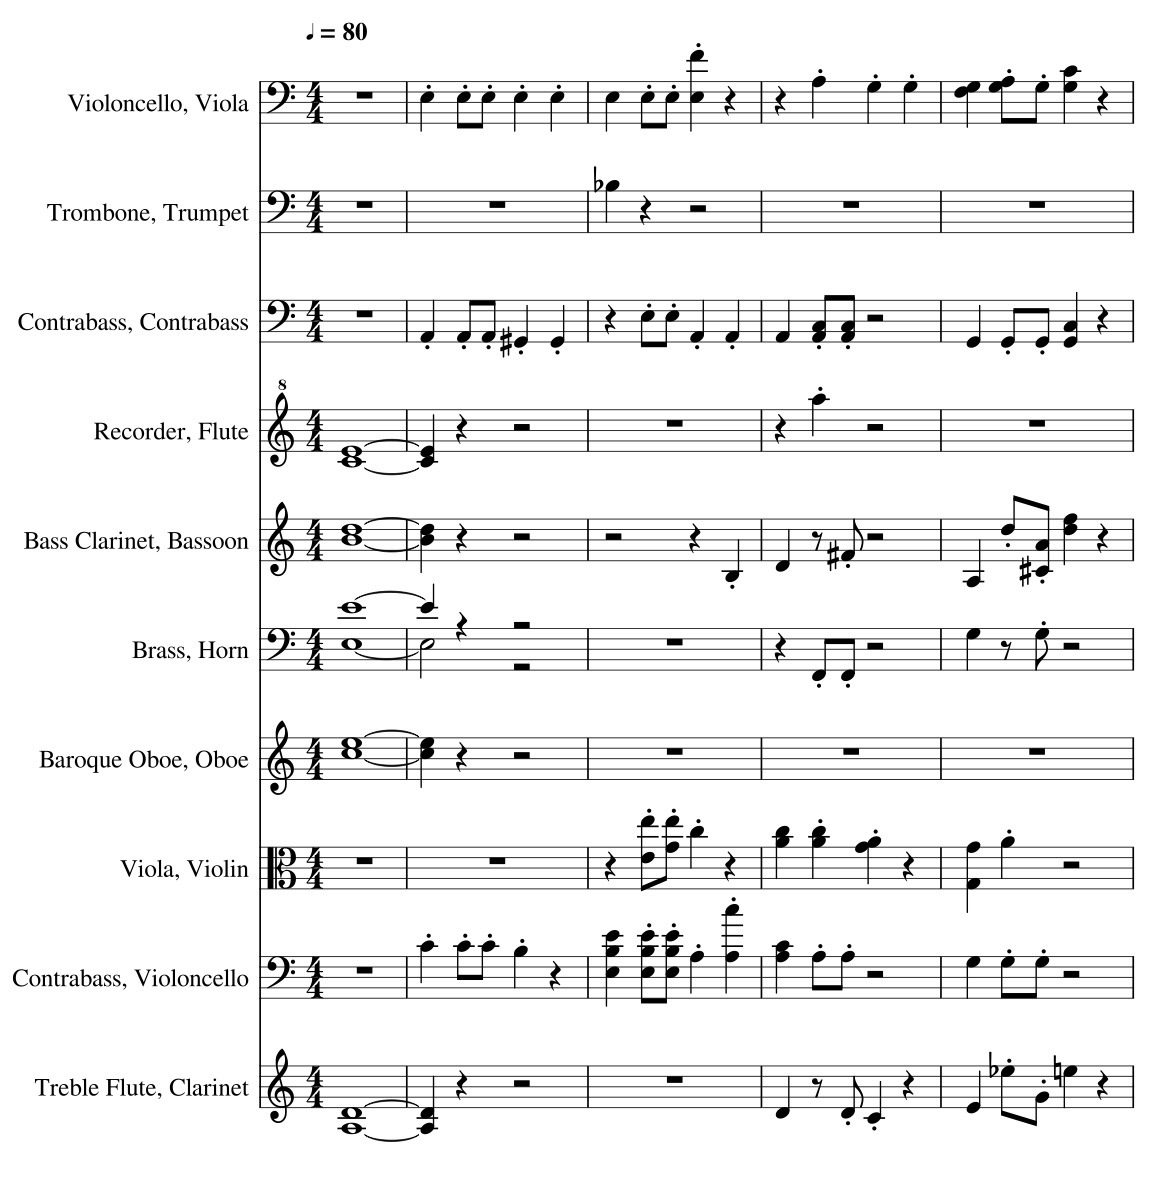 ♩ = 80
Violoncello, Viola
Trombone, Trumpet
Contrabass, Contrabass
8
Recorder, Flute
Bass Clarinet, Bassoon
Brass, Horn
Baroque Oboe, Oboe
Viola, Violin
Contrabass, Violoncello
Treble Flute, Clarinet